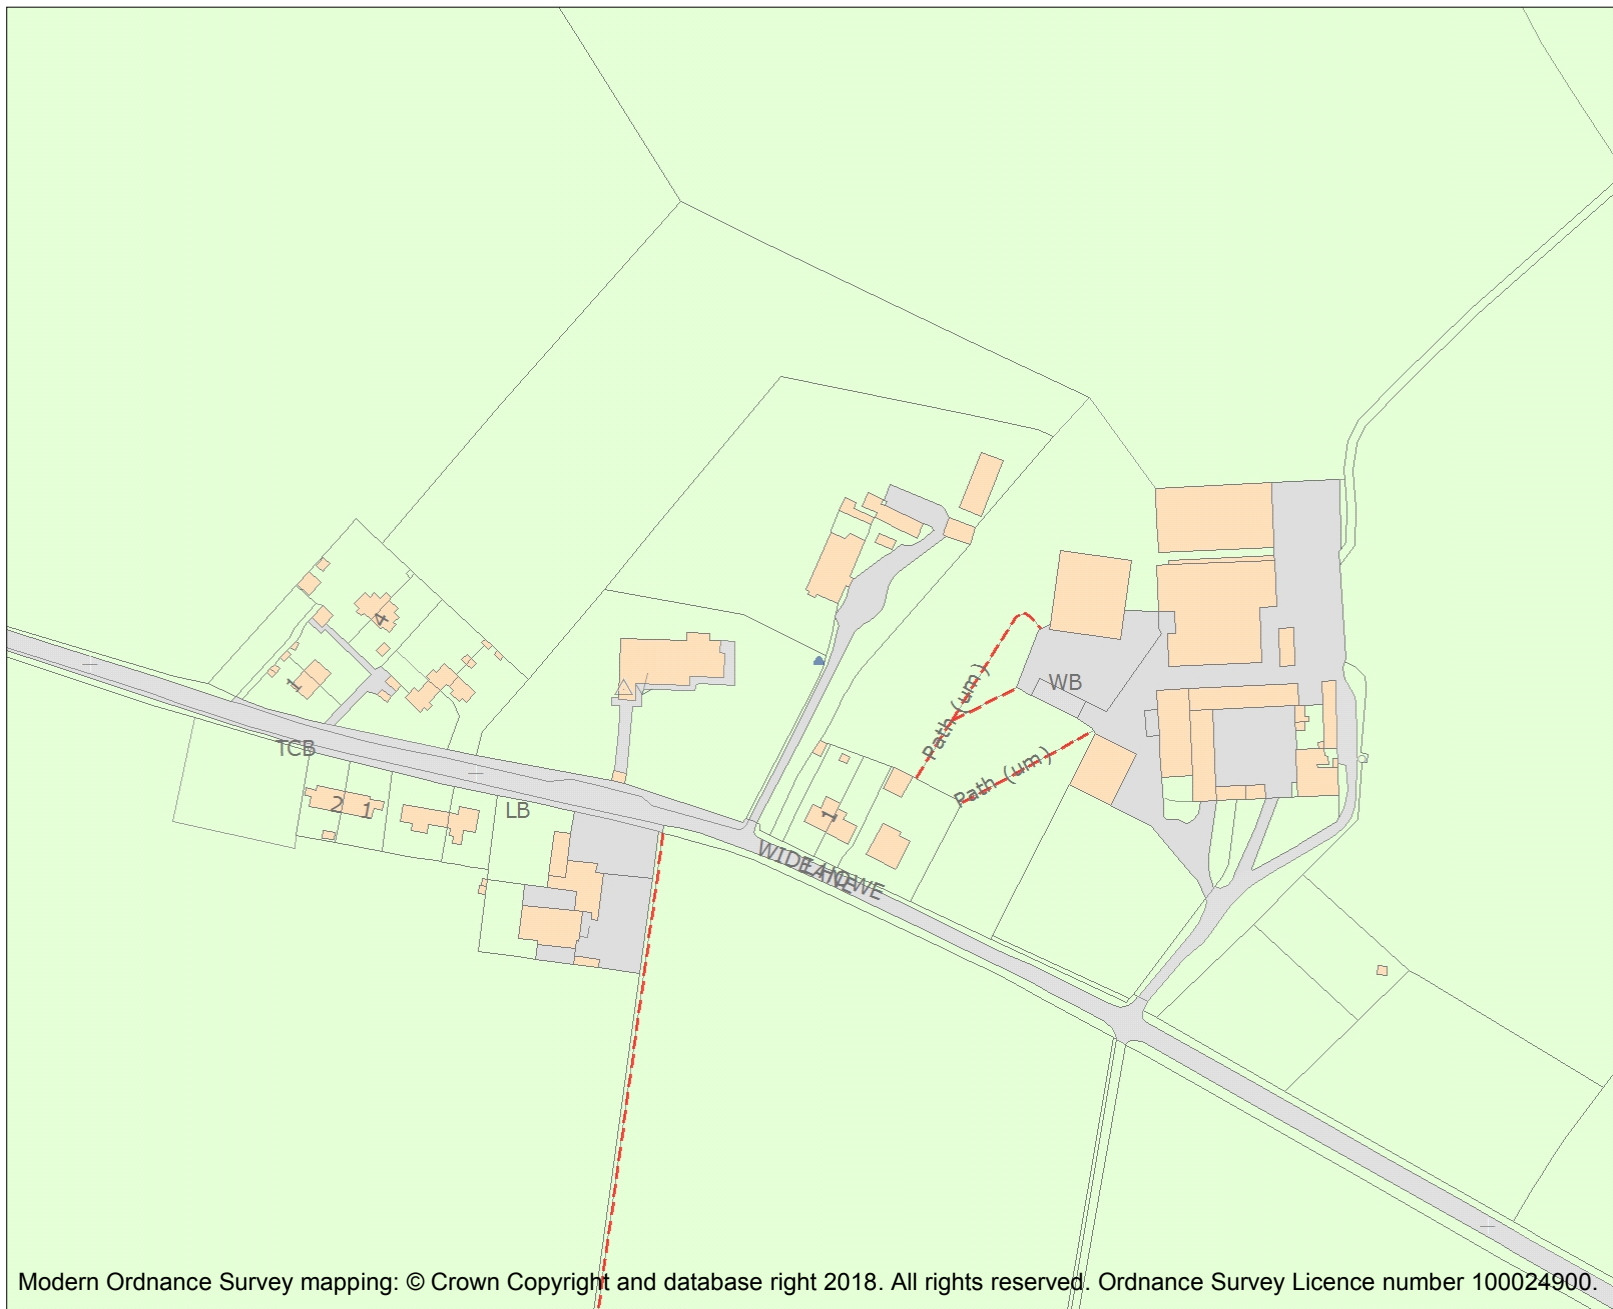 4
1
Path (um)
WB
TCB
Path (um)
2 1
LB
1
WIDE LANE
Modern Ordnance Survey mapping: © Crown Copyright and database right 2018. All rights reserved. Ordnance Survey Licence number 100024900.